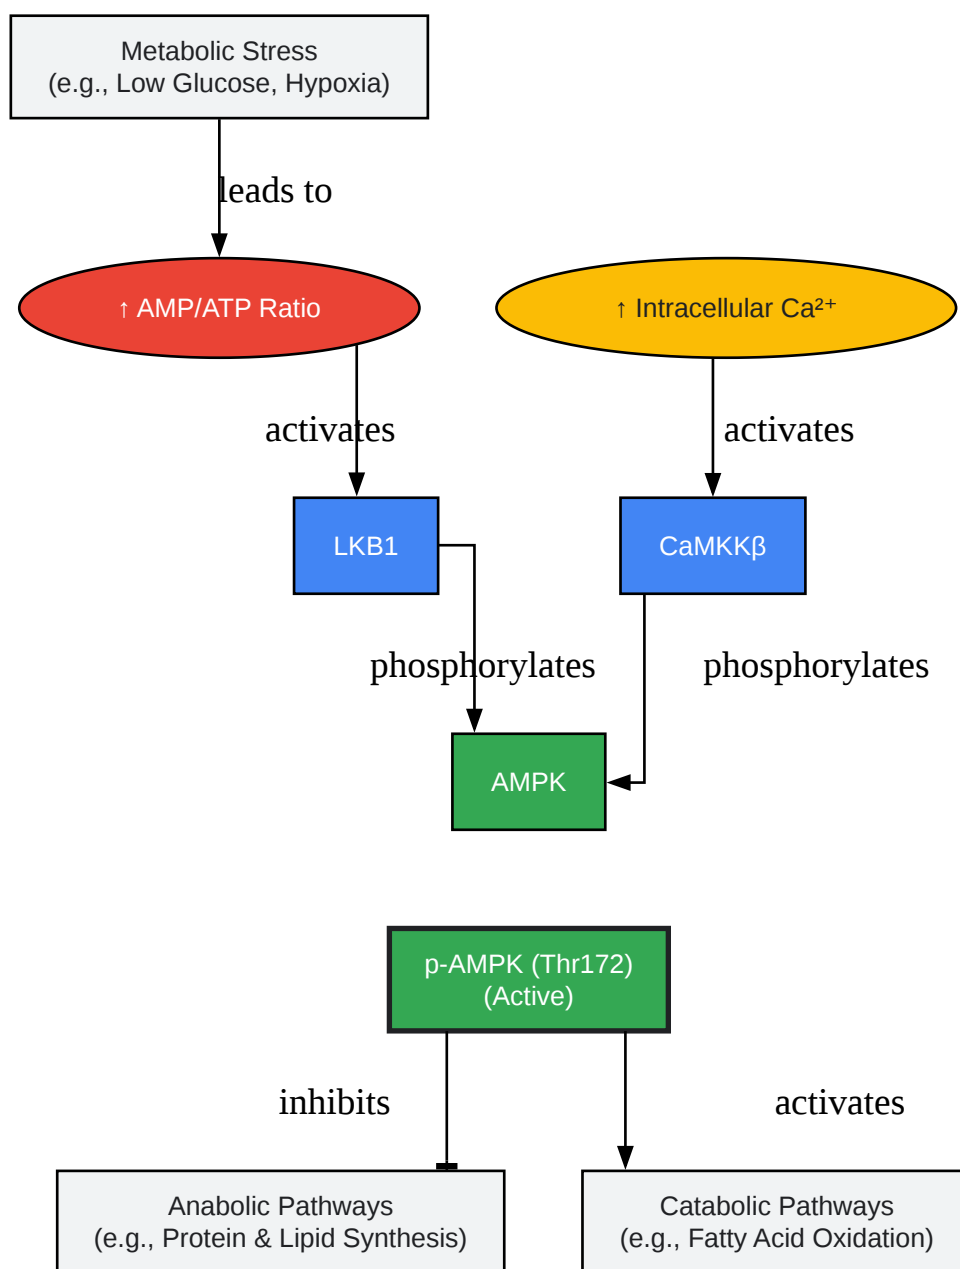 Metabolic Stress
(e.g., Low Glucose, Hypoxia)
leads to
↑ AMP/ATP Ratio
↑ Intracellular Ca²⁺
activates
activates
LKB1
CaMKKβ
phosphorylates
phosphorylates
AMPK
p-AMPK (Thr172)
(Active)
inhibits
activates
Anabolic Pathways
(e.g., Protein & Lipid Synthesis)
Catabolic Pathways
(e.g., Fatty Acid Oxidation)